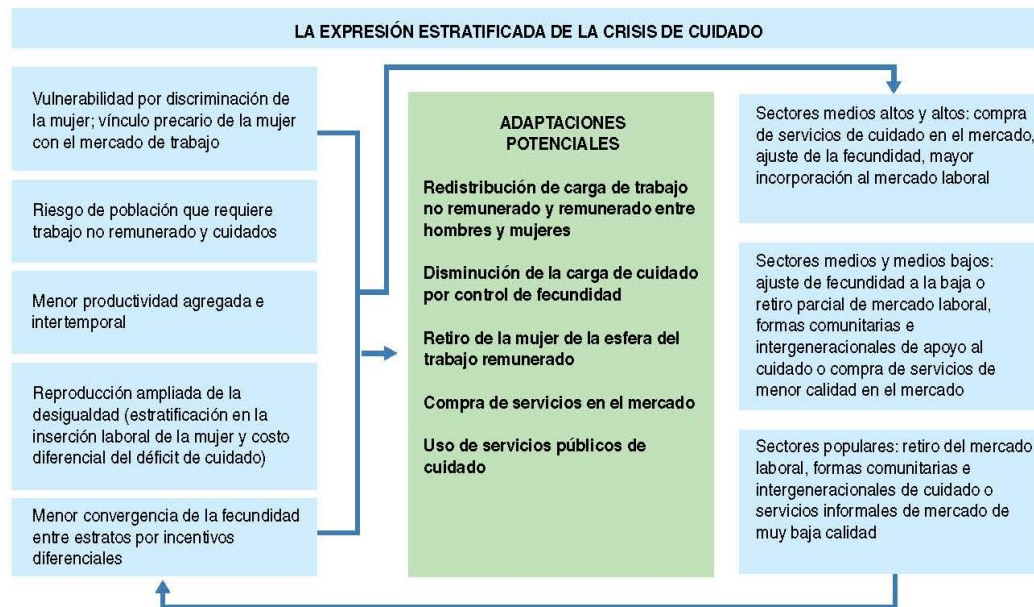 LA EXPRESIÓN ESTRATIFICADA DE LA CRISIS DE CUIDADO
Vulnerabilidad por discriminación de
la mujer; vínculo precario de la mujer
con el mercado de trabajo
Riesgo de población que requiere
trabajo no remunerado y cuidados
Menor productividad agregada e
intertemporal
Reproducción ampliada de la
desigualdad (estratificación en la
inserción laboral de la mujer y costo
diferencial del déficit de cuidado)
Menor convergencia de la fecundidad
entre estratos por incentivos
diferenciales
ADAPTACIONES
POTENCIALES
Redistribución de carga de trabajo
no remunerado y remunerado entre
hombres y mujeres
Disminución de la carga de cuidado
por control de fecundidad
Retiro de la mujer de la esfera del
trabajo remunerado
Compra de servicios en el mercado
Uso de servicios públicos de
cuidado
Sectores medios altos y altos: compra
de servicios de cuidado en el mercado,
ajuste de la fecundidad, mayor
incorporación al mercado laboral
Sectores medios y medios bajos:
ajuste de fecundidad a la baja o
retiro parcial de mercado laboral,
formas comunitarias e
intergeneracionales de apoyo al
cuidado o compra de servicios de
menor calidad en el mercado
Sectores populares: retiro del mercado
laboral, formas comunitarias e
intergeneracionales de cuidado o
servicios informales de mercado de
muy baja calidad